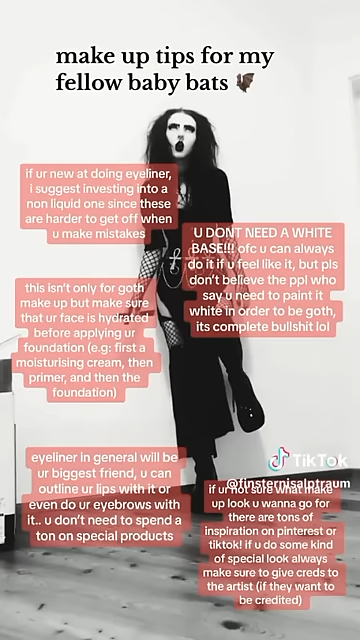 make up tips for my
fellow baby bats 🦇
if ur new at doing eyeliner,
i suggest investing into a
non liquid one since these
are harder to get off when
u make mistakes
U DONT NEED A WHITE
BASE!!! ofc u can always
do it if u feel like it, but pls
don't believe the ppl who
say u need to paint it
white in order to be goth,
its complete bullshit lol
this isn't only for goth
make up but make sure
that ur face is hydrated
before applying ur
foundation (e.g: first a
moisturising cream, then
primer, and then the
foundation)
eyeliner in general will be
ur biggest friend, u can
outline ur lips with it or
even do ur eyebrows with
it.. u don't need to spend a
ton on special products
TikTok
@finsternisalptraum
if ur not sure what make
up look u wanna go for
there are tons of
inspiration on pinterest or
tiktok! if u do some kind
of special look always
make sure to give creds to
the artist (if they want to
be credited)